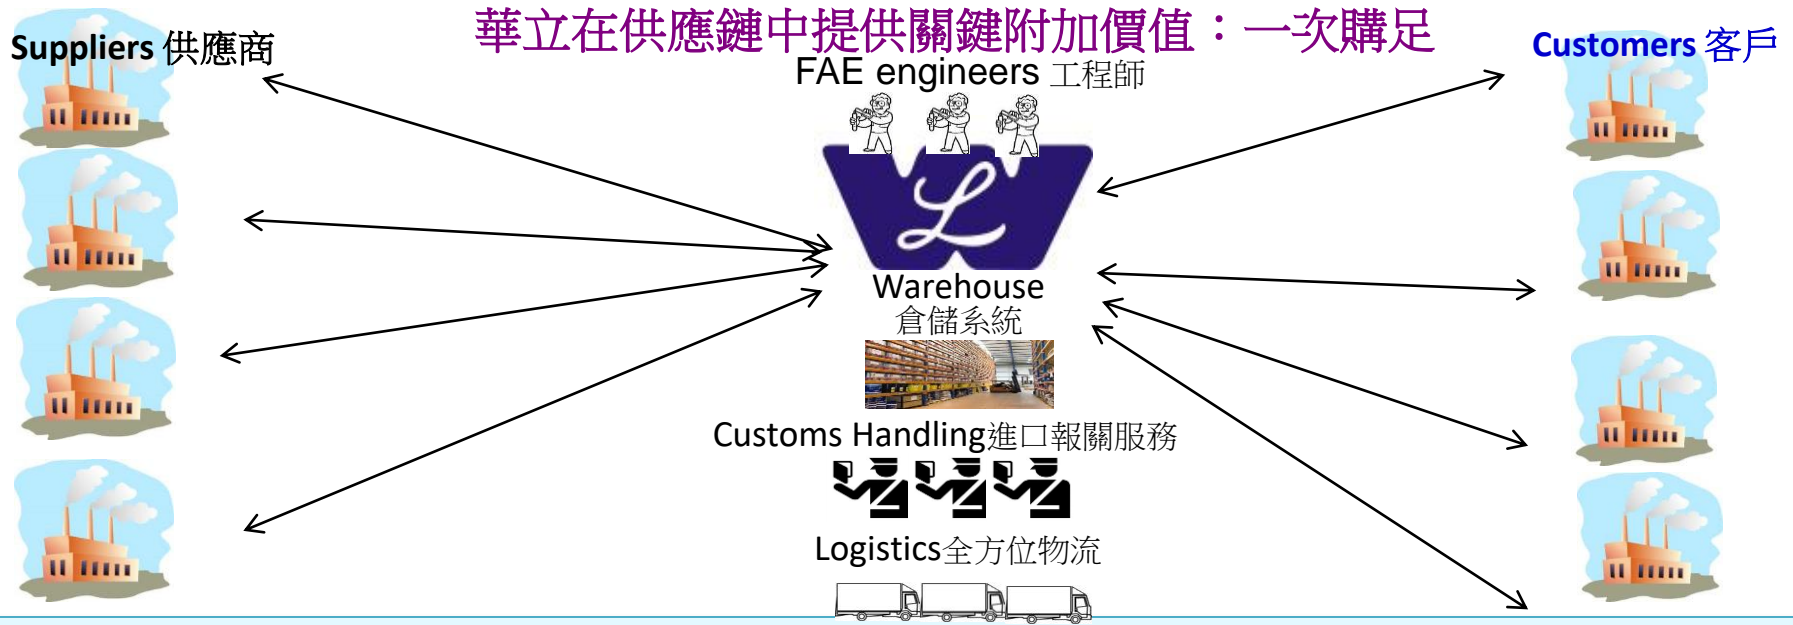 華立在供應鏈中提供關鍵附加價值：一次購足
Suppliers 供應商
Customers 客戶
FAE engineers 工程師
L
Warehouse
倉儲系統
Customs Handling進口報關服務
Logistics全方位物流